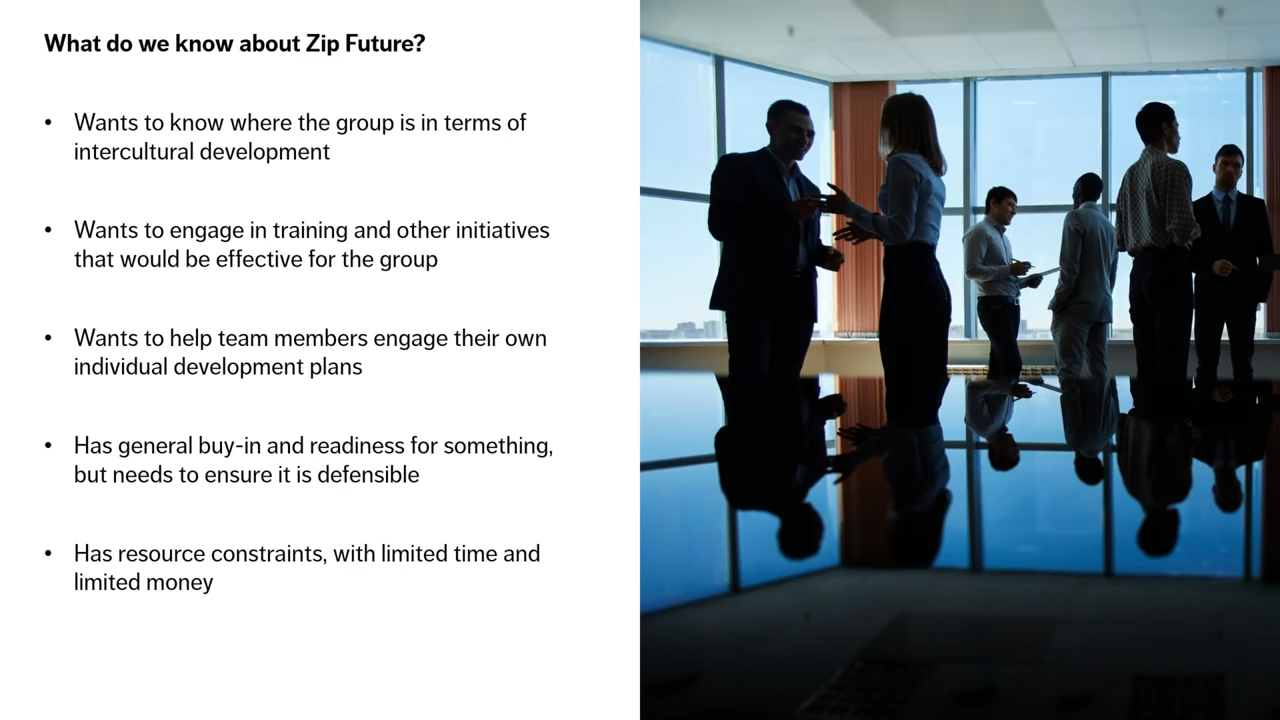 What do we know about Zip Future?
• Wants to know where the group is in terms of
intercultural development
• Wants to engage in training and other initiatives
that would be effective for the group
• Wants to help team members engage their own
individual development plans
• Has general buy-in and readiness for something,
but needs to ensure it is defensible
• Has resource constraints, with limited time and
limited money